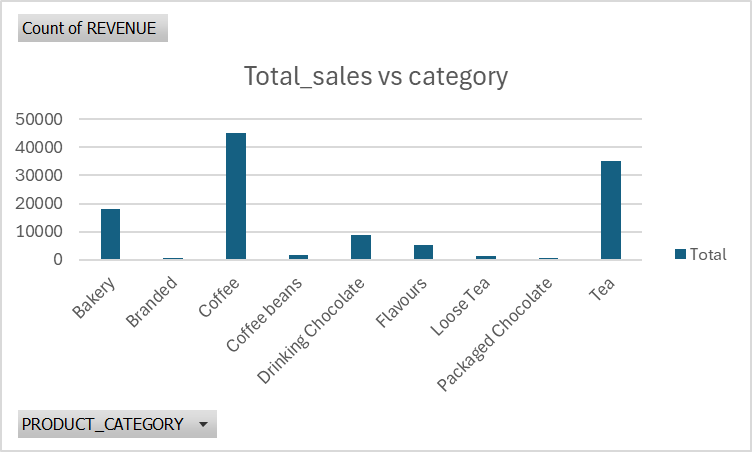 Count of REVENUE
Total_sales vs category
50000
40000
30000
20000
10000
0
Bakery
Branded
Coffee
Coffee beans
Drinking Chocolate
Flavours
Loose Tea
Packaged Chocolate
Tea
Total
PRODUCT_CATEGORY